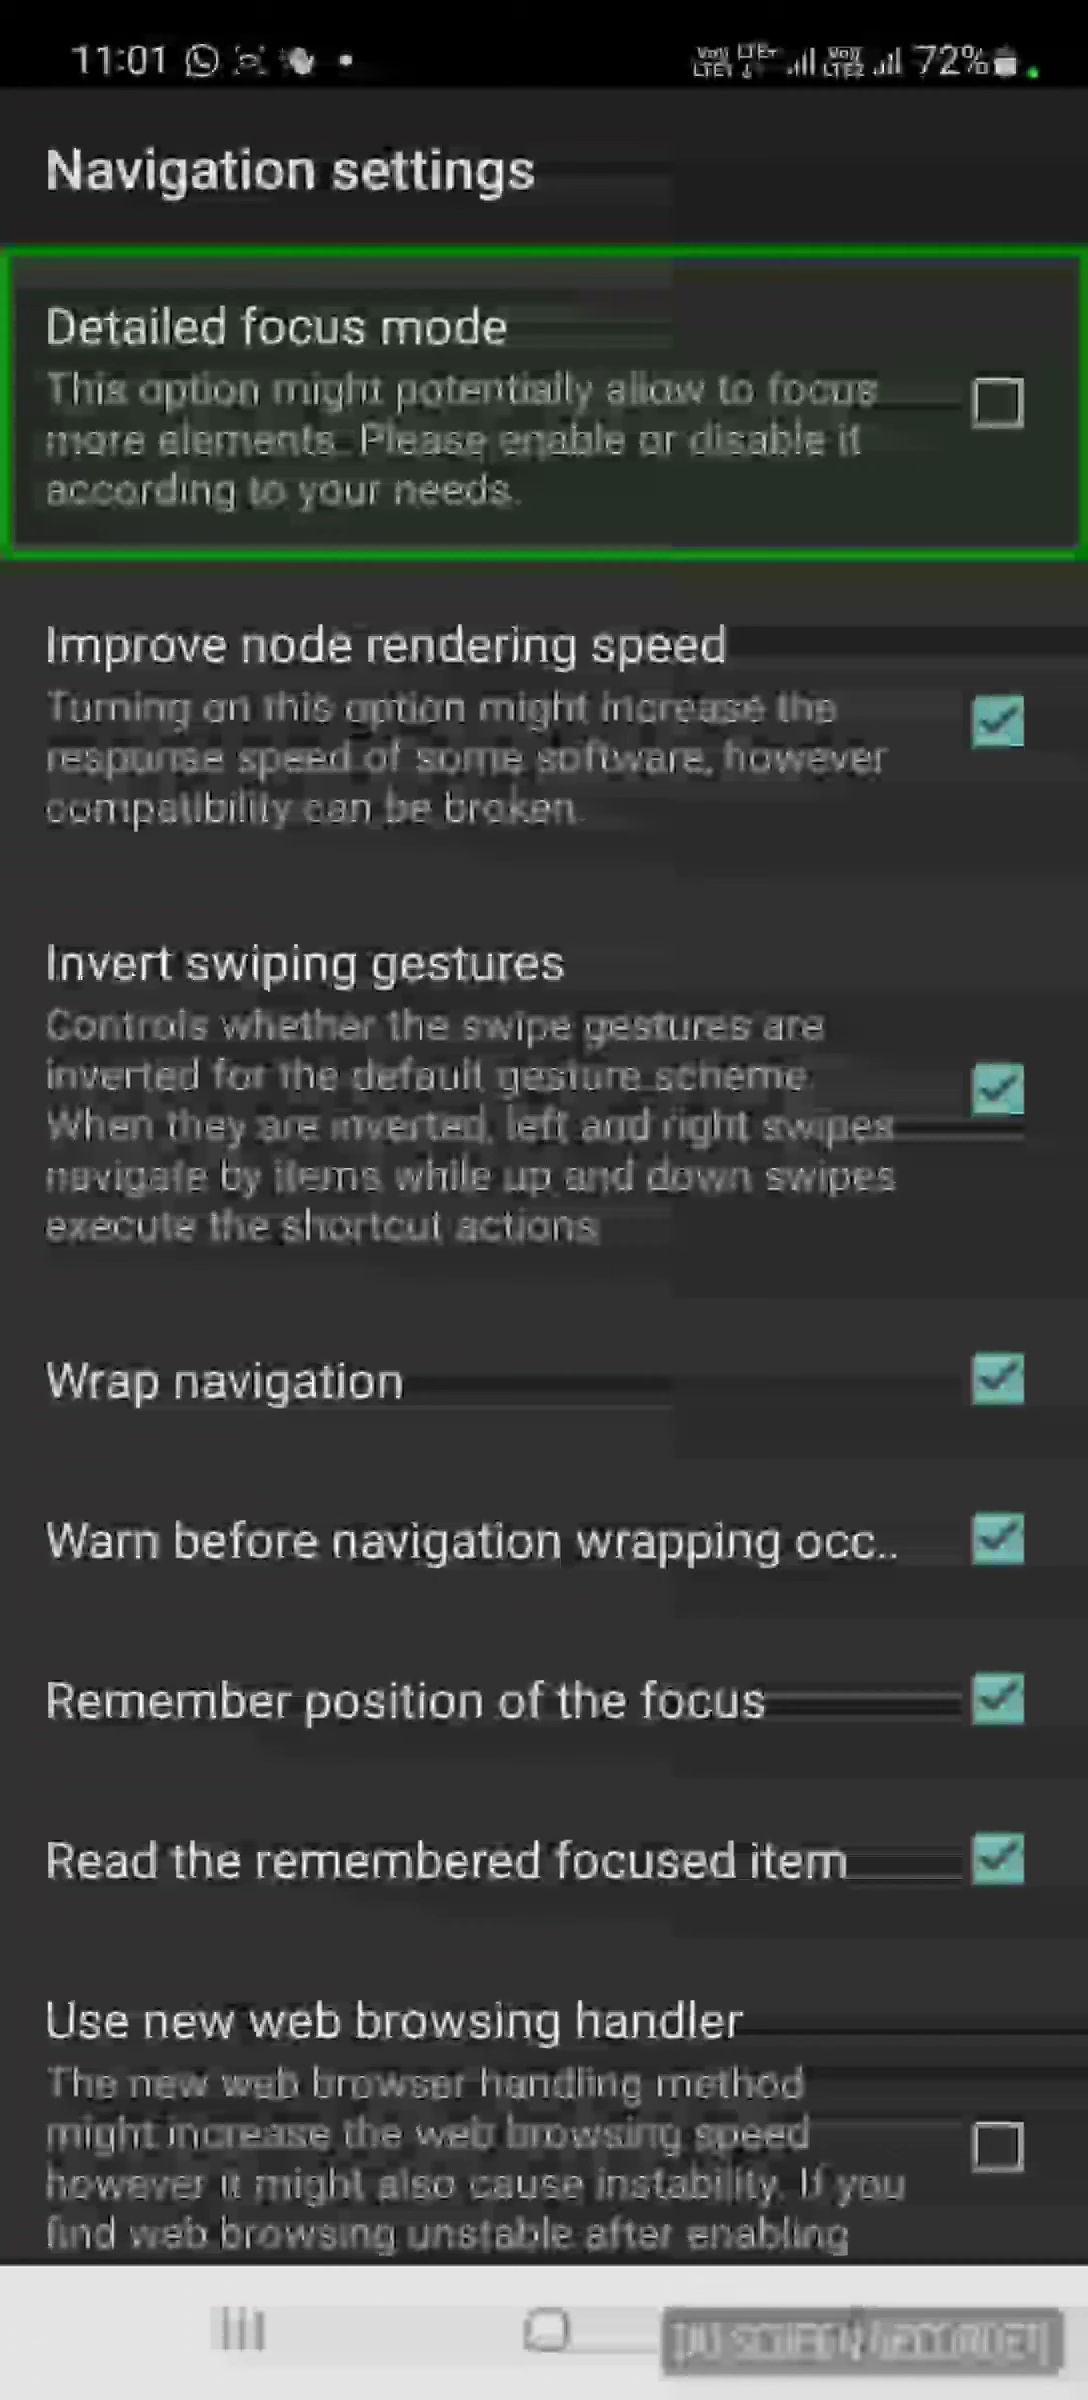 11:01
72%
Navigation settings
Detailed focus mode
This option might potentially allow to focus
more elements. Please enable or disable it
according to your needs.
Improve node rendering speed
Turning on this option might increase the
response speed of some software, however
compatibility can be broken.
Invert swiping gestures
Controls whether the swipe gestures are
inverted for the default gesture scheme.
When they are inverted, left and right swipes
navigate by items while up and down swipes
execute the shortcut actions
Wrap navigation
Warn before navigation wrapping occ..
Remember position of the focus
Read the remembered focused item
Use new web browsing handler
The new web browser handling method
might increase the web browsing speed
however it might also cause instability. If you
find web browsing unstable after enabling